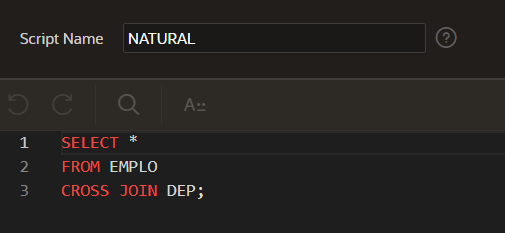 Script Name NATURAL ?
A::
1 SELECT *
2 FROM EMPLO
3 CROSS JOIN DEP;